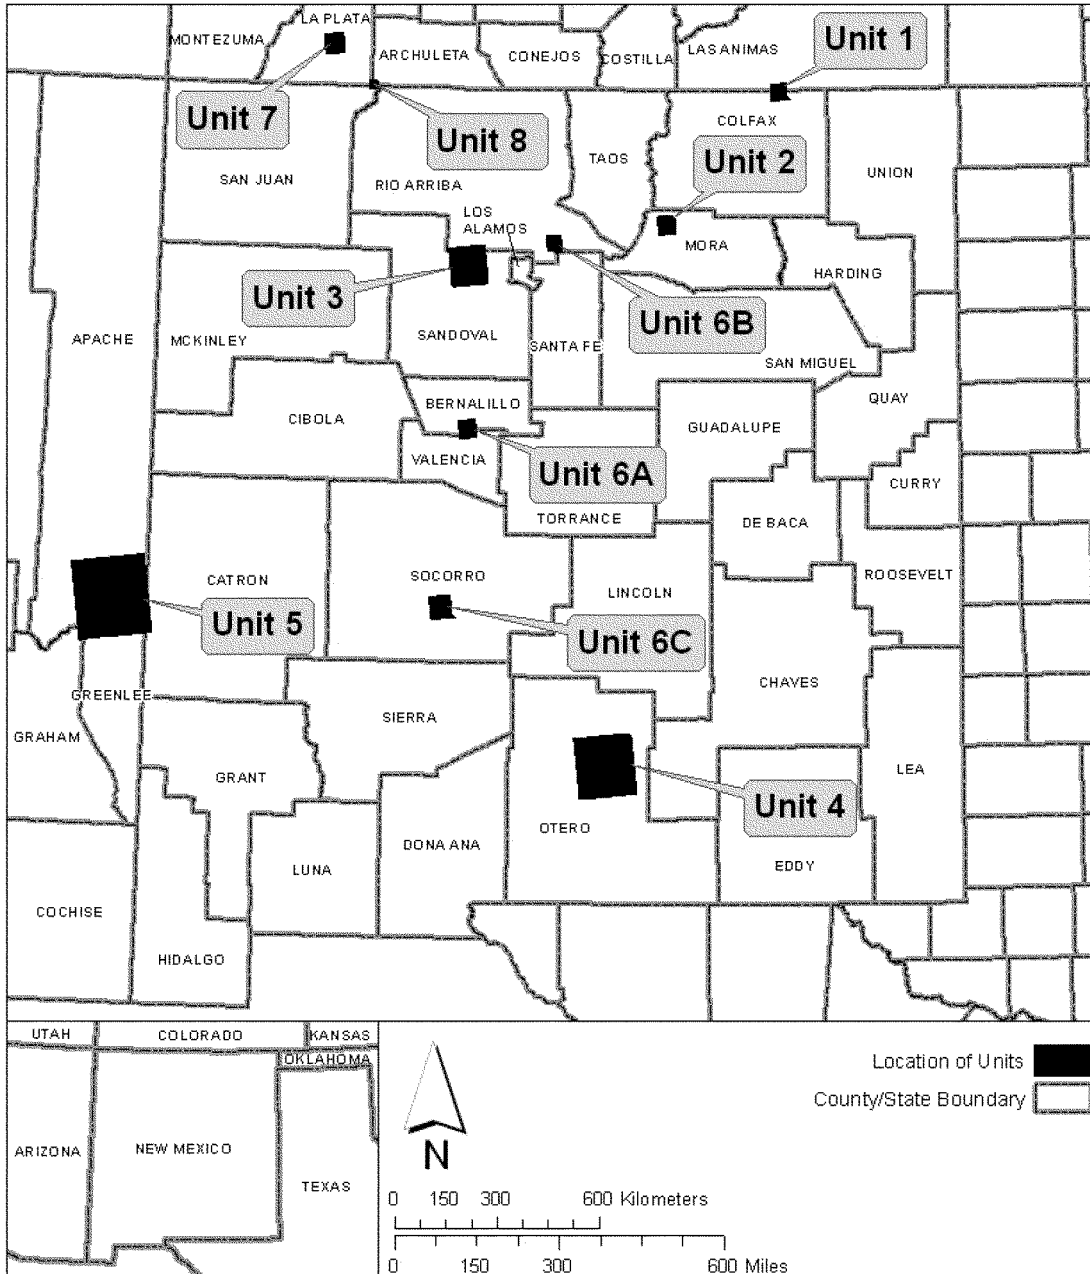 LA PLATA
MONTEZUMA
ARCHULETA
CONEJOS
COSTILLA
LAS ANIMAS
Unit 1
Unit 7
Unit 8
COLFAX
Unit 2
TAOS
UNION
SAN JUAN
RIO ARRIBA
LOS
ALAMOS
MORA
HARDING
Unit 3
Unit 6B
APACHE
MCKINLEY
SANDOVAL
SANTA FE
SAN MIGUEL
QUAY
BERNALILLO
CIBOLA
GUADALUPE
VALENCIA
Unit 6A
CURRY
TORRANCE
DE BACA
CATRON
SOCORRO
LINCOLN
ROOSEVELT
Unit 5
Unit 6C
GREENLEE
CHAVES
SIERRA
GRAHAM
GRANT
LEA
Unit 4
OTERO
DONA ANA
LUNA
EDDY
COCHISE
HIDALGO
UTAH
COLORADO
KANSAS
OKLAHOMA
ARIZONA
NEW MEXICO
TEXAS
N
Location of Units
County/State Boundary
0 150 300 600 Kilometers
0 150 300 600 Miles